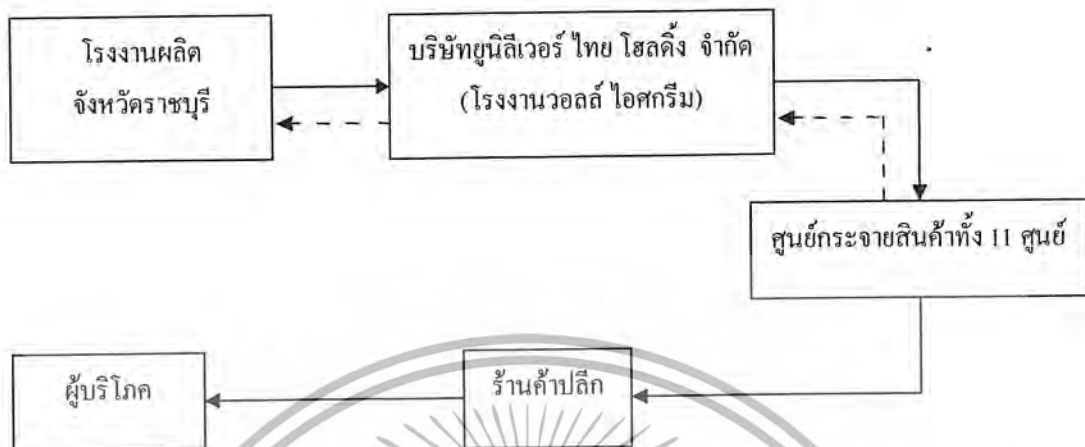 โรงงานผลิต
จังหวัดราชบุรี
บริษัทยูนิลีเวอร์ ไทย โฮลดิ้ง จำกัด
(โรงงานวอลล์ ไอศกรีม)
ศูนย์กระจายสินค้าทั้ง 11 ศูนย์
ร้านค้าปลีก
ผู้บริโภค